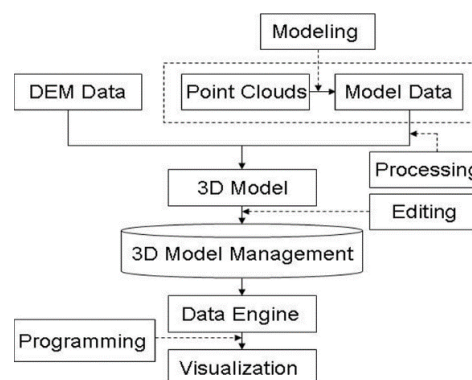 Modeling
DEM Data
Point Clouds
Model Data
Processing
3D Model
Editing
3D Model Management
Data Engine
Programming
Visualization